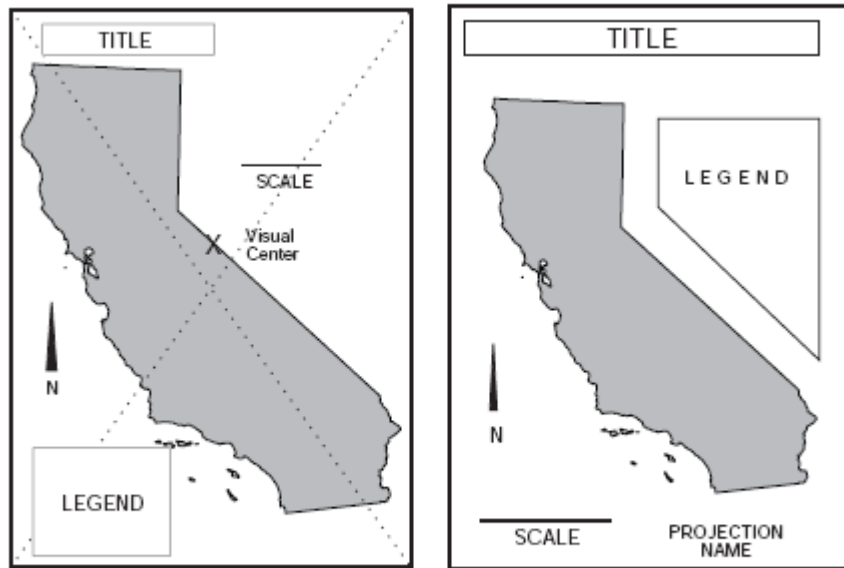 TITLE
SCALE
X
Visual
Center
N
LEGEND
TITLE
LEGEND
N
SCALE
PROJECTION
NAME